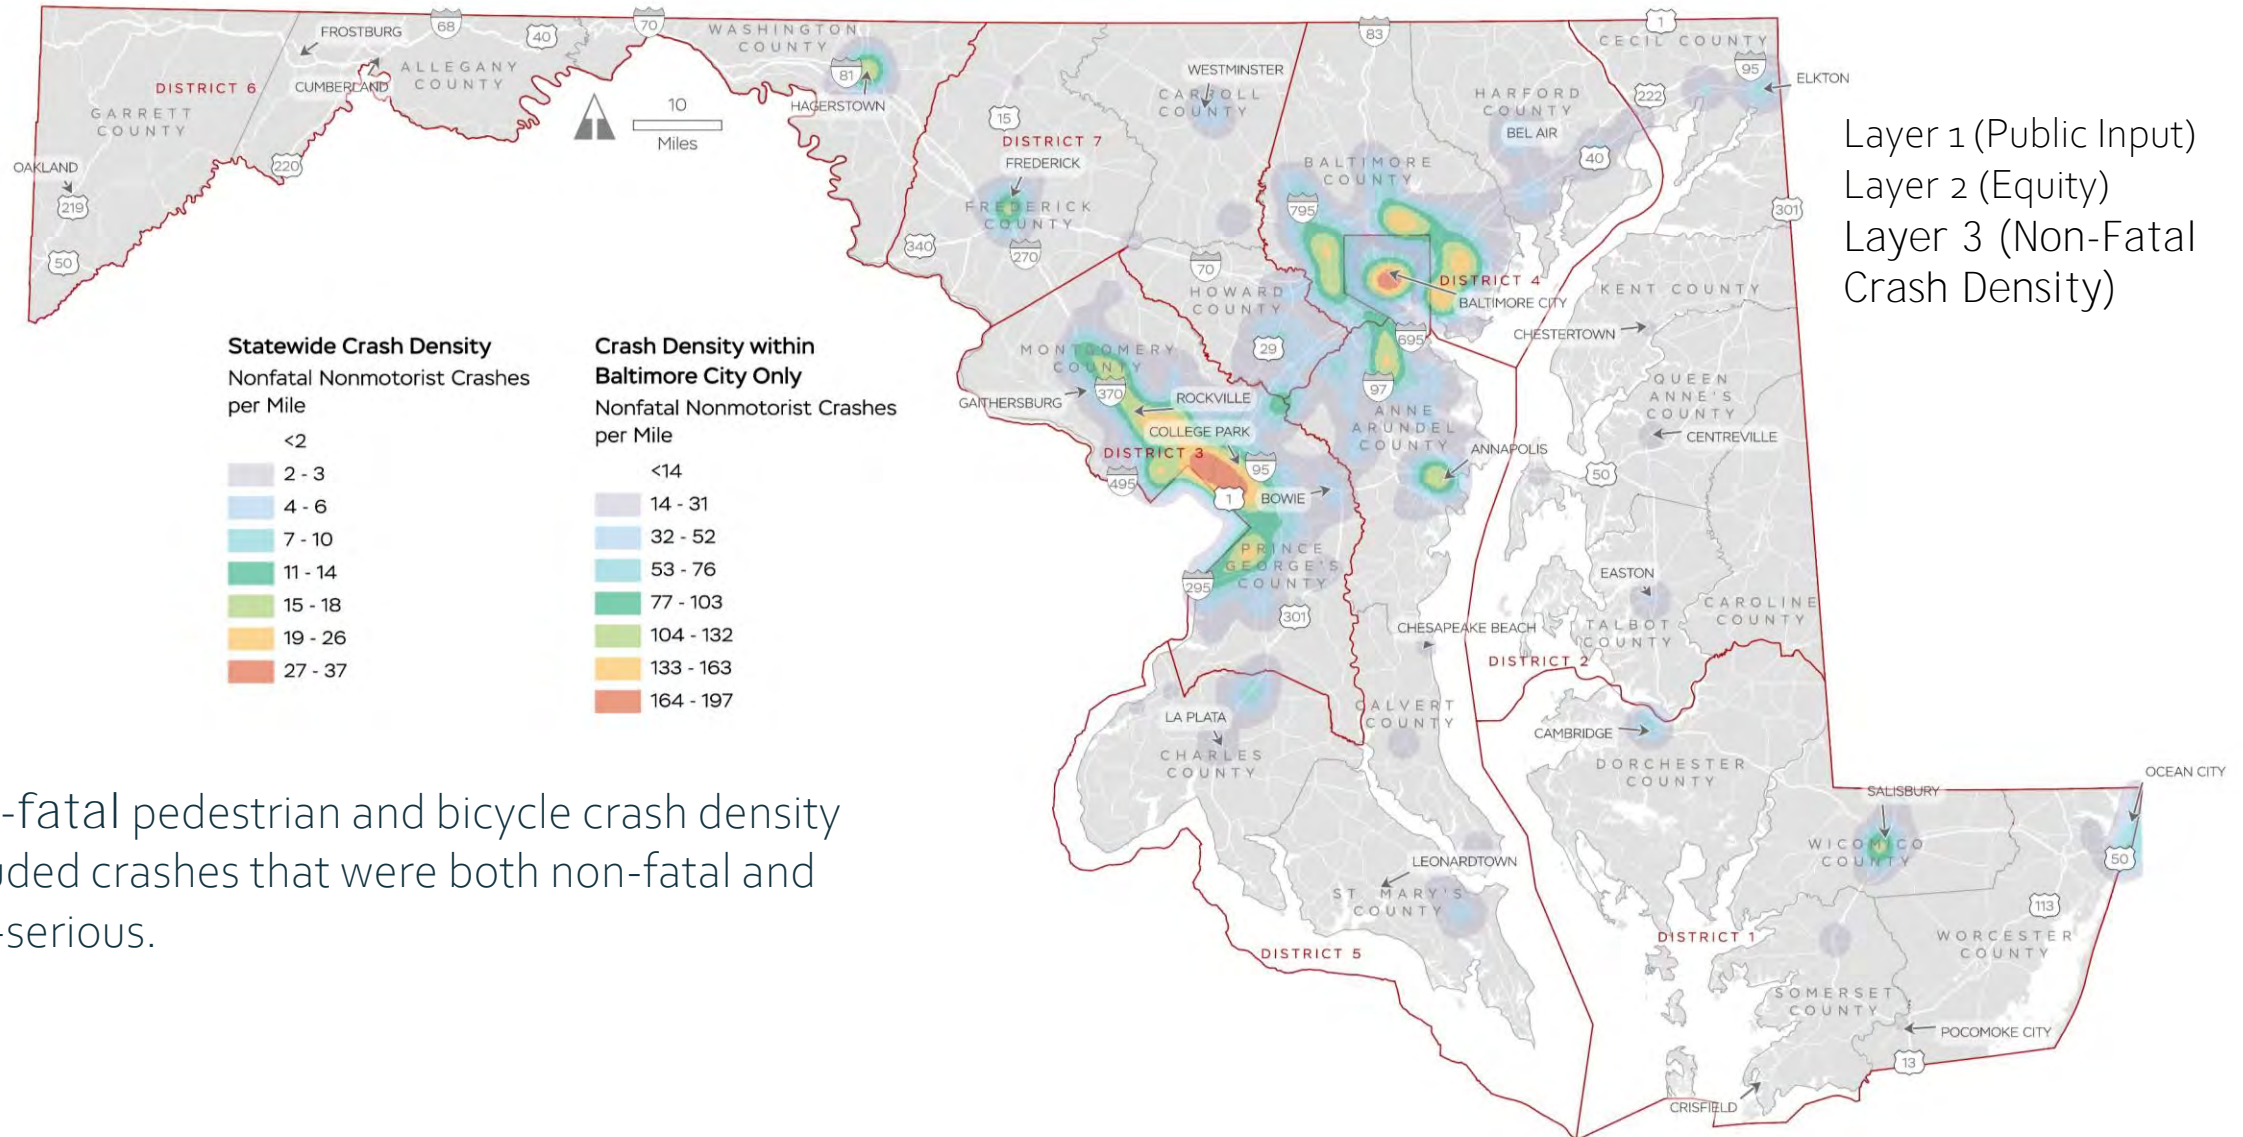 FROSTBURG
68
40
70
WASHINGTON
COUNTY
83
1
CECIL COUNTY
95
ELKTON
DISTRICT 6
CUMBERLAND
ALLEGANY
COUNTY
81
HAGERSTOWN
WESTMINSTER
CARROLL
COUNTY
HARFORD
COUNTY
222
BEL AIR
GARRETT
COUNTY
10
Miles
15
DISTRICT 7
FREDERICK
40
OAKLAND
219
220
BALTIMORE
COUNTY
795
FREDERICK
COUNTY
301
50
340
270
70
DISTRICT 4
BALTIMORE CITY
HOWARD
COUNTY
KENT COUNTY
CHESTERTOWN
695
29
97
MONTGOMERY
COUNTY
GAITHERSBURG
370
ROCKVILLE
COLLEGE PARK
DISTRICT 3
495
95
1
BOWIE
ANNE
ARUNDEL
COUNTY
ANNAPOLIS
QUEEN
ANNE'S
COUNTY
CENTREVILLE
50
PRINCE
GEORGE'S
COUNTY
295
301
EASTON
CAROLINE
COUNTY
TALBOT
COUNTY
CHESAPEAKE BEACH
DISTRICT 2
LA PLATA
CHARLES
COUNTY
CALVERT
COUNTY
CAMBRIDGE
DORCHESTER
COUNTY
OCEAN CITY
SALISBURY
WICOMICO
COUNTY
50
LEONARDTOWN
ST. MARY'S
COUNTY
113
DISTRICT 5
DISTRICT 1
WORCESTER
COUNTY
SOMERSET
COUNTY
POCOMOKE CITY
13
CRISFIELD
Layer 1 (Public Input)
Layer 2 (Equity)
Layer 3 (Non-Fatal
Crash Density)
Statewide Crash Density
Nonfatal Nonmotorist Crashes
per Mile
<2
2 - 3
4 - 6
7 - 10
11 - 14
15 - 18
19 - 26
27 - 37
Crash Density within
Baltimore City Only
Nonfatal Nonmotorist Crashes
per Mile
<14
14 - 31
32 - 52
53 - 76
77 - 103
104 - 132
133 - 163
164 - 197
-fatal pedestrian and bicycle crash density
uded crashes that were both non-fatal and
-serious.